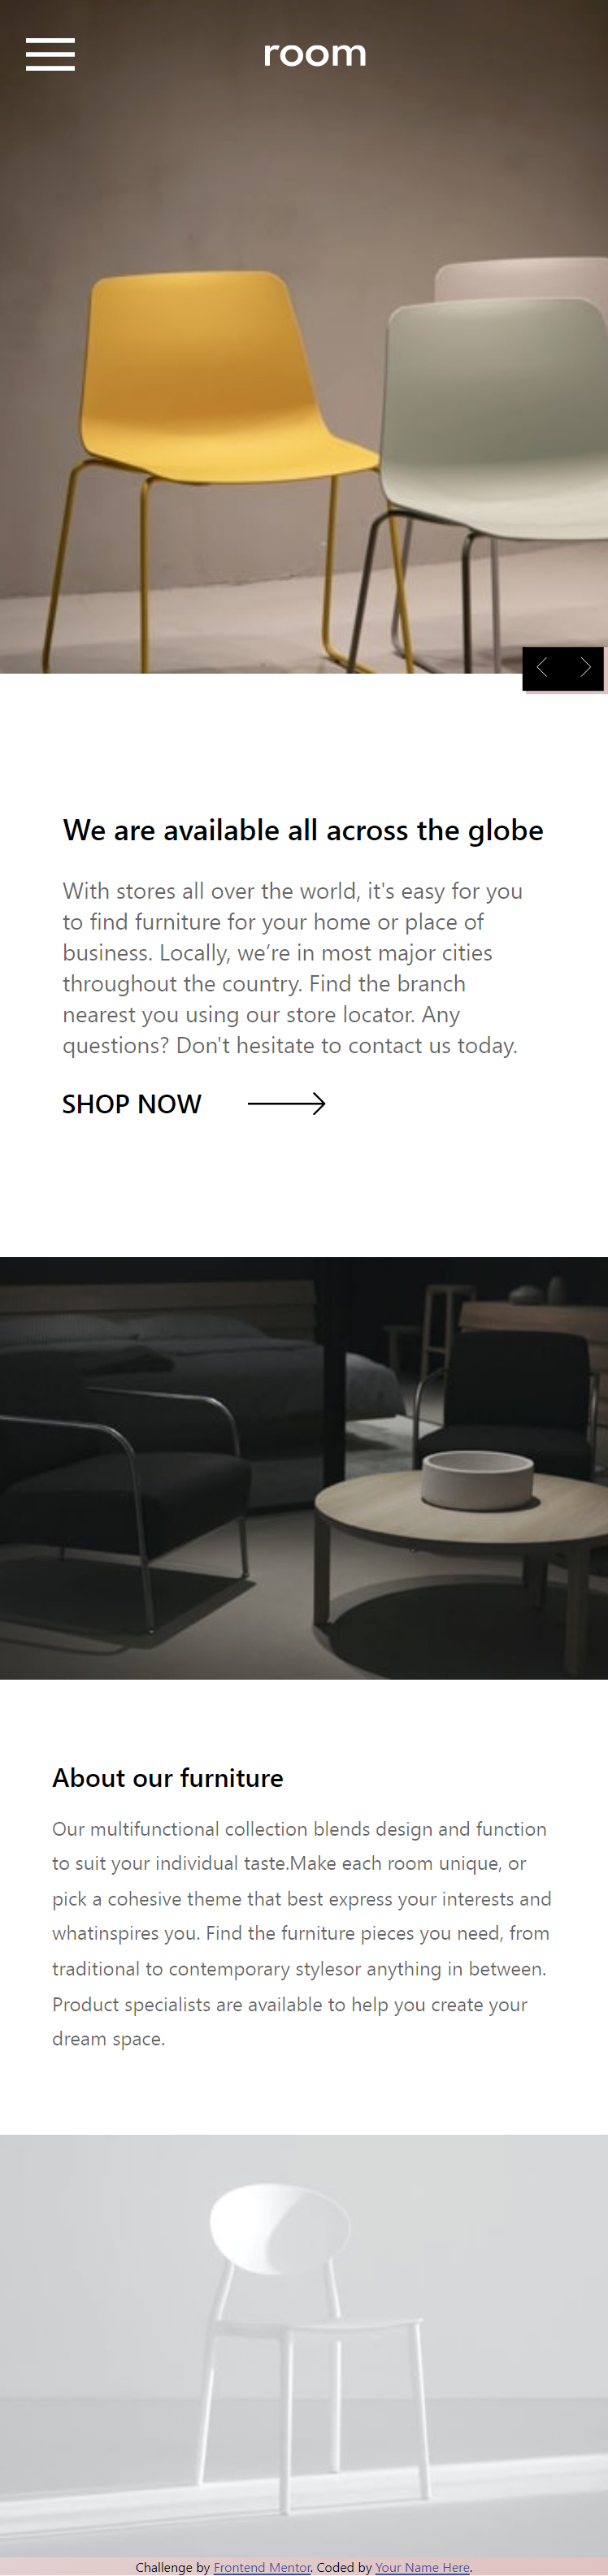 room
We are available all across the globe
With stores all over the world, it's easy for you
to find furniture for your home or place of
business. Locally, we’re in most major cities
throughout the country. Find the branch
nearest you using our store locator. Any
questions? Don't hesitate to contact us today.
SHOP NOW
About our furniture
Our multifunctional collection blends design and function
to suit your individual taste.Make each room unique, or
pick a cohesive theme that best express your interests and
whatinspires you. Find the furniture pieces you need, from
traditional to contemporary stylesor anything in between.
Product specialists are available to help you create your
dream space.
Challenge by Frontend Mentor. Coded by Your Name Here.